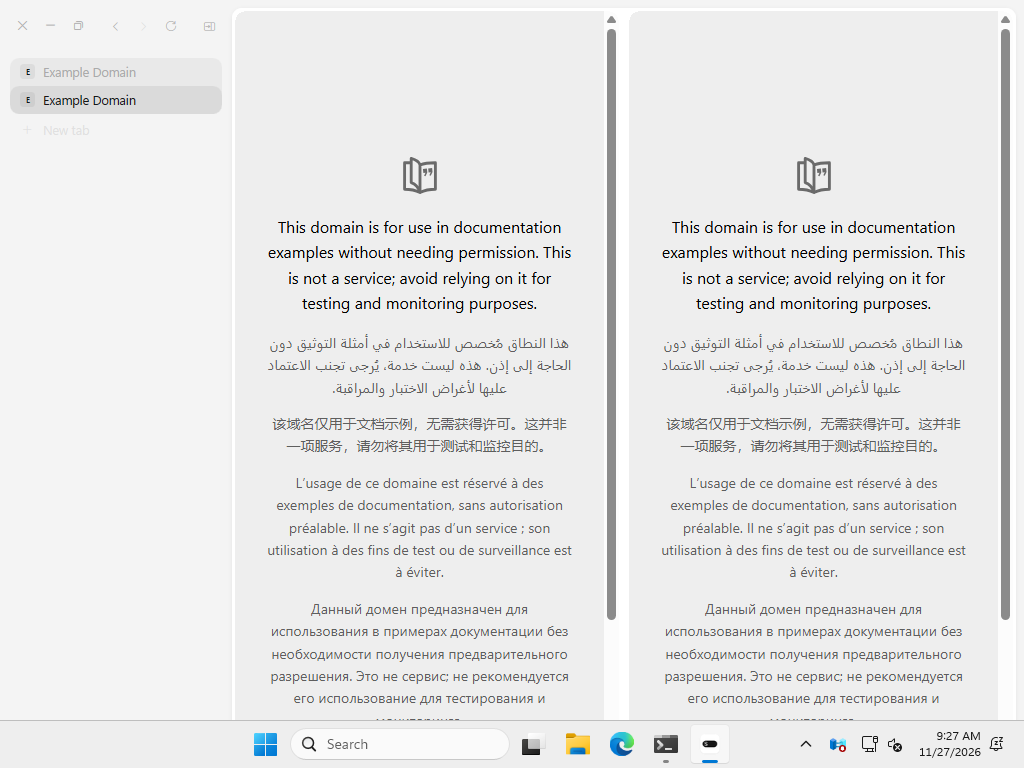 E Example Domain
E Example Domain
+ New tab
This domain is for use in documentation
examples without needing permission. This
is not a service; avoid relying on it for
testing and monitoring purposes.
هذا النطاق مُخصص للاستخدام في أمثلة التوثيق دون
الحاجة إلى إذن. هذه ليست خدمة، يُرجى تجنب الاعتماد
عليها لأغراض الاختبار والمراقبة.
该域名仅用于文档示例，无需获得许可。这并非
一项服务，请勿将其用于测试和监控目的。
L’usage de ce domaine est réservé à des
exemples de documentation, sans autorisation
préalable. Il ne s’agit pas d’un service ; son
utilisation à des fins de test ou de surveillance est
à éviter.
Данный домен предназначен для
использования в примерах документации без
необходимости получения предварительного
разрешения. Это не сервис; не рекомендуется
его использование для тестирования и
This domain is for use in documentation
examples without needing permission. This
is not a service; avoid relying on it for
testing and monitoring purposes.
هذا النطاق مُخصص للاستخدام في أمثلة التوثيق دون
الحاجة إلى إذن. هذه ليست خدمة، يُرجى تجنب الاعتماد
عليها لأغراض الاختبار والمراقبة.
该域名仅用于文档示例，无需获得许可。这并非
一项服务，请勿将其用于测试和监控目的。
L’usage de ce domaine est réservé à des
exemples de documentation, sans autorisation
préalable. Il ne s’agit pas d’un service ; son
utilisation à des fins de test ou de surveillance est
à éviter.
Данный домен предназначен для
использования в примерах документации без
необходимости получения предварительного
разрешения. Это не сервис; не рекомендуется
его использование для тестирования и
Search
9:27 AM
11/27/2026